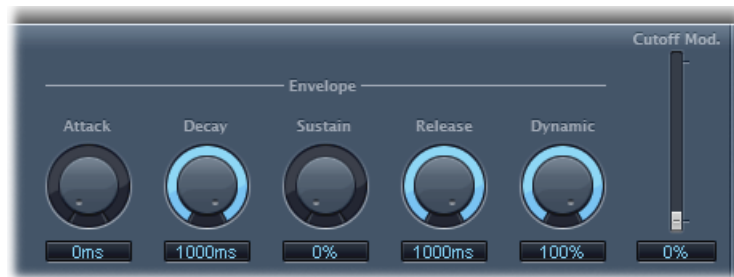 Cutoff Mod.
Envelope
Attack Decay Sustain Release Dynamic
0ms 1000ms 0% 1000ms 100% 0%